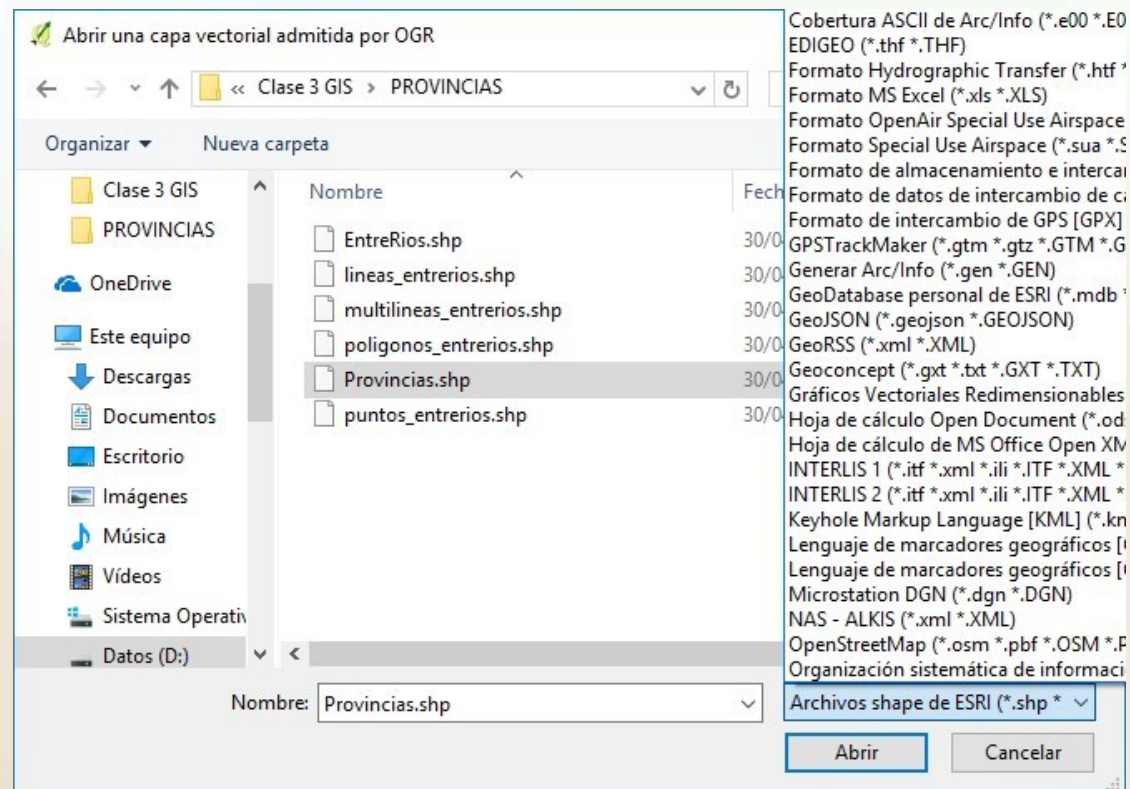 Abrir una capa vectorial admitida por OGR
« Clase 3 GIS › PROVINCIAS
Organizar
Nueva carpeta
Clase 3 GIS
PROVINCIAS
OneDrive
Este equipo
Descargas
Documentos
Escritorio
Imágenes
Música
Vídeos
Sistema Operativ
Datos (D:)
Nombre
Fech
EntreRios.shp 30/0
lineas_entrerios.shp 30/0
multilineas_entrerios.shp 30/0
poligonos_entrerios.shp 30/0
Provincias.shp 30/0
puntos_entrerios.shp 30/0
Cobertura ASCII de Arc/Info (*.e00 *.E0
EDIGEO (*.thf *.THF)
Formato Hydrographic Transfer (*.htf *
Formato MS Excel (*.xls *.XLS)
Formato OpenAir Special Use Airspace
Formato Special Use Airspace (*.sua *.S
Formato de almacenamiento e interca
Formato de datos de intercambio de ca
Formato de intercambio de GPS [GPX]
GPSTrackMaker (*.gtm *.gtz *.GTM *.G
Generar Arc/Info (*.gen *.GEN)
GeoDatabase personal de ESRI (*.mdb *
GeoJSON (*.geojson *.GEOJSON)
GeoRSS (*.xml *.XML)
Geoconcept (*.gxt *.txt *.GXT *.TXT)
Gráficos Vectoriales Redimensionables
Hoja de cálculo Open Document (*.od
Hoja de cálculo de MS Office Open XM
INTERLIS 1 (*.itf *.xml *.ili *.ITF *.XML *
INTERLIS 2 (*.itf *.xml *.ili *.ITF *.XML *
Keyhole Markup Language [KML] (*.km
Lenguaje de marcadores geográficos [
Lenguaje de marcadores geográficos [
Microstation DGN (*.dgn *.DGN)
NAS - ALKIS (*.xml *.XML)
OpenStreetMap (*.osm *.pbf *.OSM *.P
Organización sistemática de informaci
Nombre: Provincias.shp
Archivos shape de ESRI (*.shp *
Abrir
Cancelar